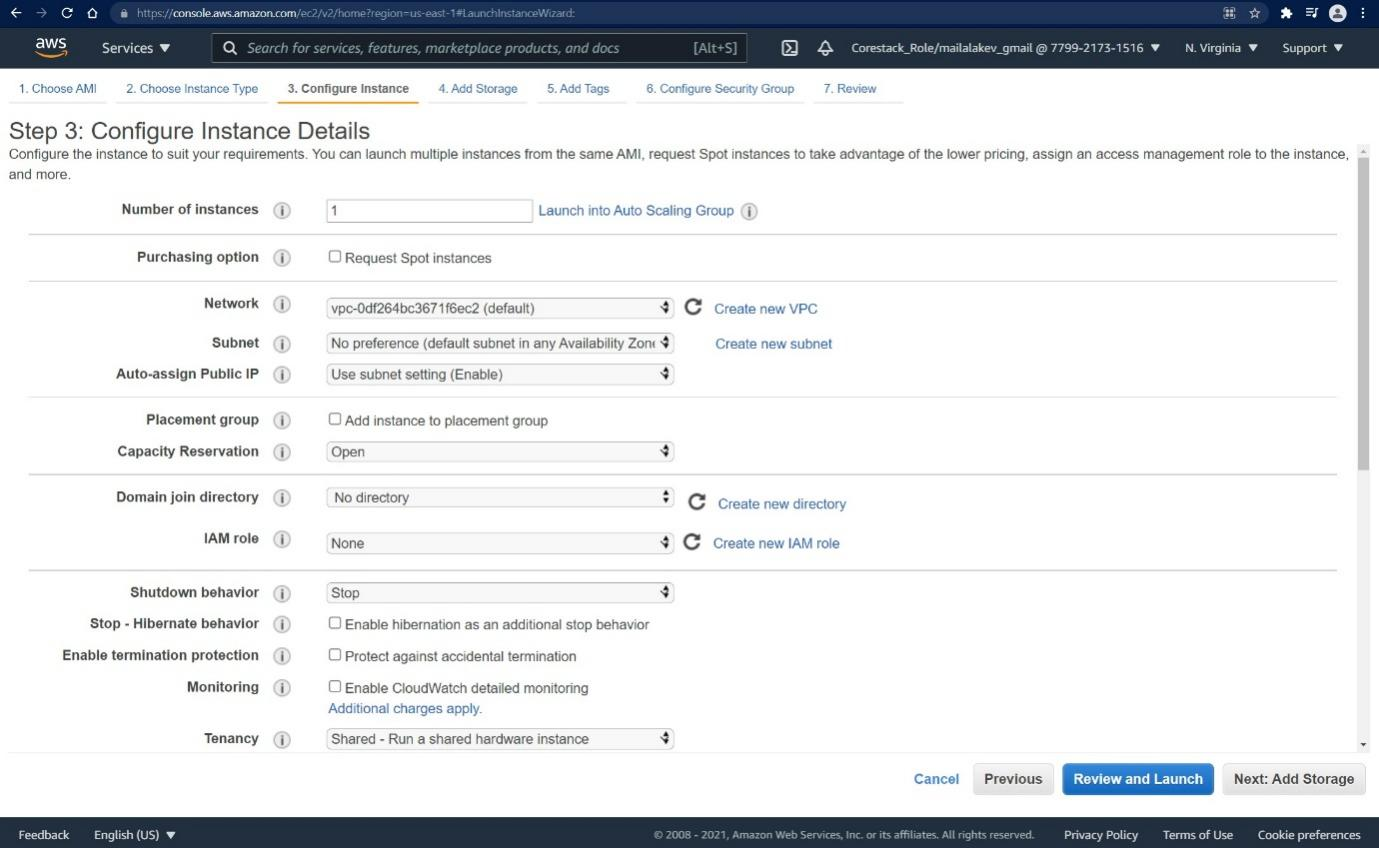 https://console.aws.amazon.com/ec2/v2/home?region=us-east-1#LaunchInstanceWizard:
aws Services Search for services, features, marketplace products, and docs [Alt+S] Corestack_Role/mailalakev_gmail @ 7799-2173-1516 N. Virginia Support
1. Choose AMI 2. Choose Instance Type 3. Configure Instance 4. Add Storage 5. Add Tags 6. Configure Security Group 7. Review
Step 3: Configure Instance Details
Configure the instance to suit your requirements. You can launch multiple instances from the same AMI, request Spot instances to take advantage of the lower pricing, assign an access management role to the instance,
and more.
Number of instances i 1 Launch into Auto Scaling Group i
Purchasing option i Request Spot instances
Network i vpc-0df264bc3671f6ec2 (default) Create new VPC
Subnet i No preference (default subnet in any Availability Zone Create new subnet
Auto-assign Public IP i Use subnet setting (Enable)
Placement group i Add instance to placement group
Capacity Reservation i Open
Domain join directory i No directory Create new directory
IAM role i None Create new IAM role
Shutdown behavior i Stop
Stop - Hibernate behavior i Enable hibernation as an additional stop behavior
Enable termination protection i Protect against accidental termination
Monitoring i Enable CloudWatch detailed monitoring
Additional charges apply.
Tenancy i Shared - Run a shared hardware instance
Cancel Previous Review and Launch Next: Add Storage
Feedback English (US) © 2008 - 2021, Amazon Web Services, Inc. or its affiliates. All rights reserved. Privacy Policy Terms of Use Cookie preferences